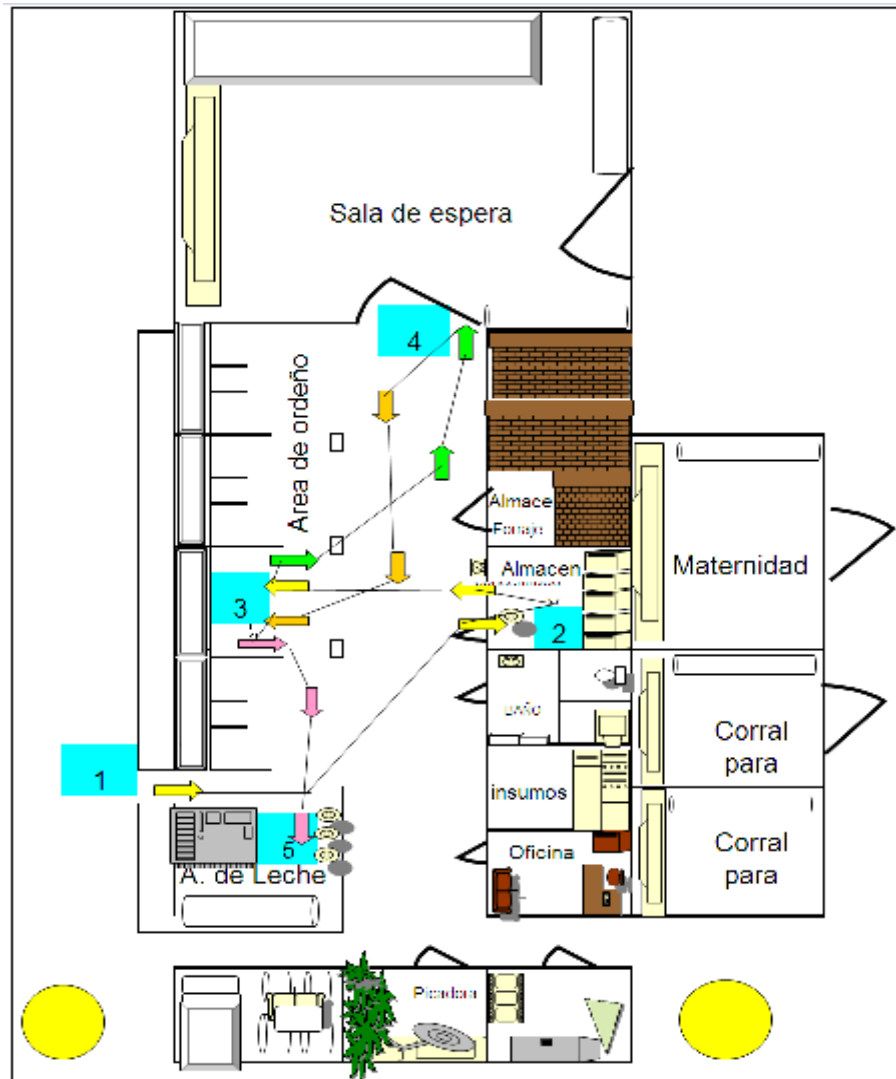 Sala de espera
4
Area de ordeño
Almace
Forraje
Almacen
Maternidad
3
2
BAÑO
Corral
para
1
insumos
5
Oficina
Corral
para
A. de Leche
Picadora